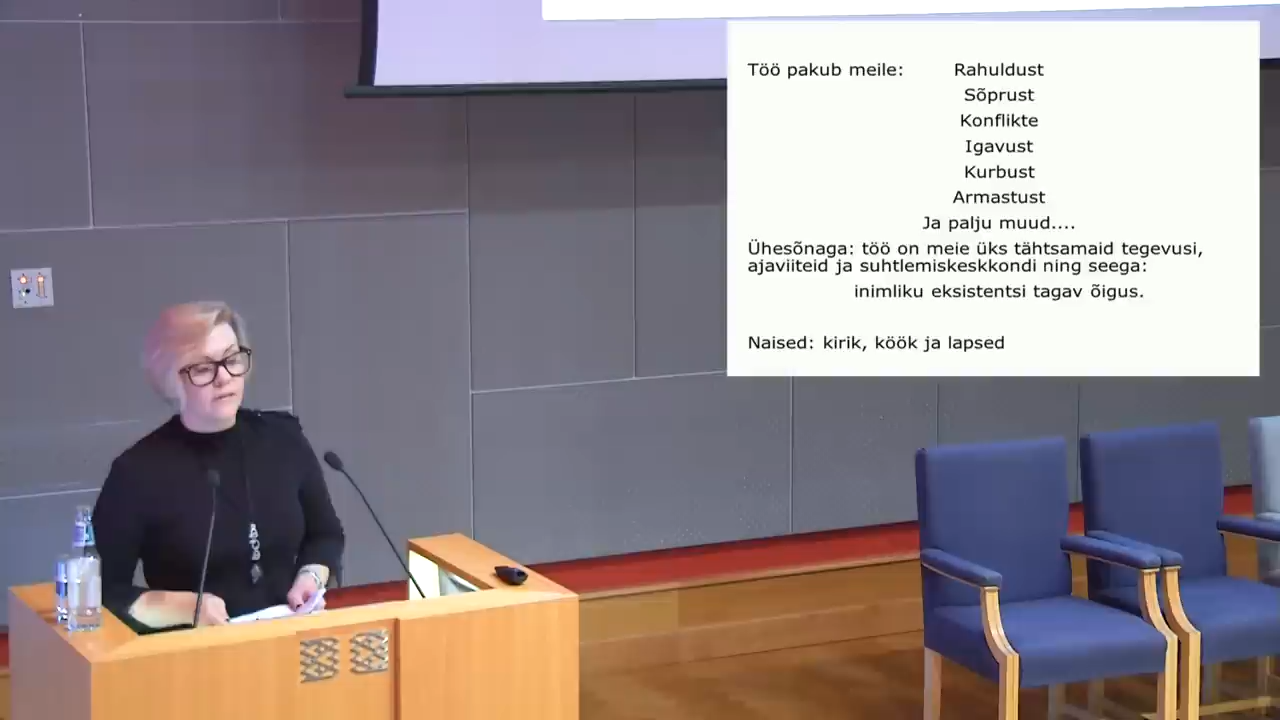 Töö pakub meile: Rahuldust
Sõprust
Konflikte
Igavust
Kurbust
Armastust
Ja palju muud....
Ühesõnaga: töö on meie üks tähtsamaid tegevusi,
ajaviiteid ja suhtlemiskeskkondi ning seega:
inimliku eksistentsi tagav õigus.
Naised: kirik, köök ja lapsed